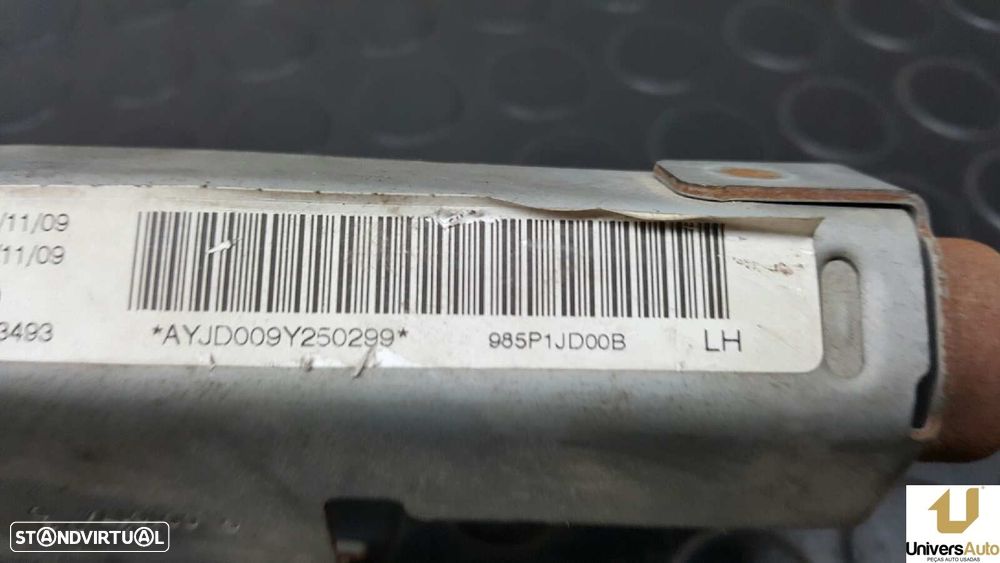 /11/09
/11/09
3493
*AYJD009Y250299*
985P1JD00B
LH
STANDVIRTUAL
UniversAuto
PEÇAS AUTO USADAS